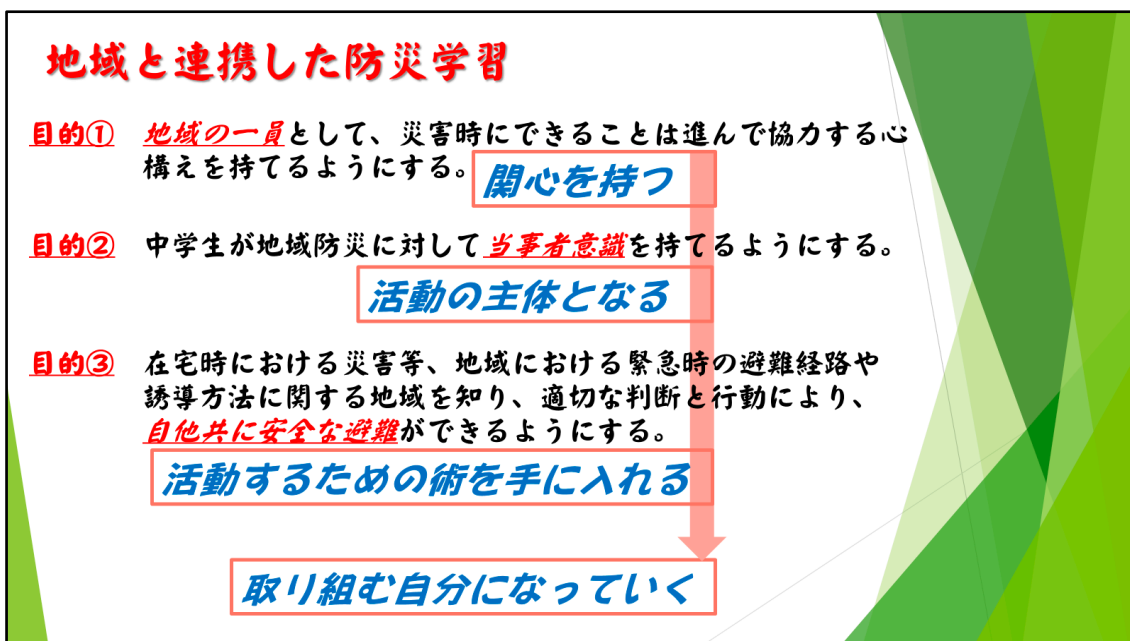 地域と連携した防災学習
目的① 地域の一員として、災害時にできることは進んで協力する心
構えを持てるようにする。
関心を持つ
目的② 中学生が地域防災に対して当事者意識を持てるようにする。
活動の主体となる
目的③ 在宅時における災害等、地域における緊急時の避難経路や
誘導方法に関する地域を知り、適切な判断と行動により、
自他共に安全な避難ができるようにする。
活動するための術を手に入れる
取り組む自分になっていく